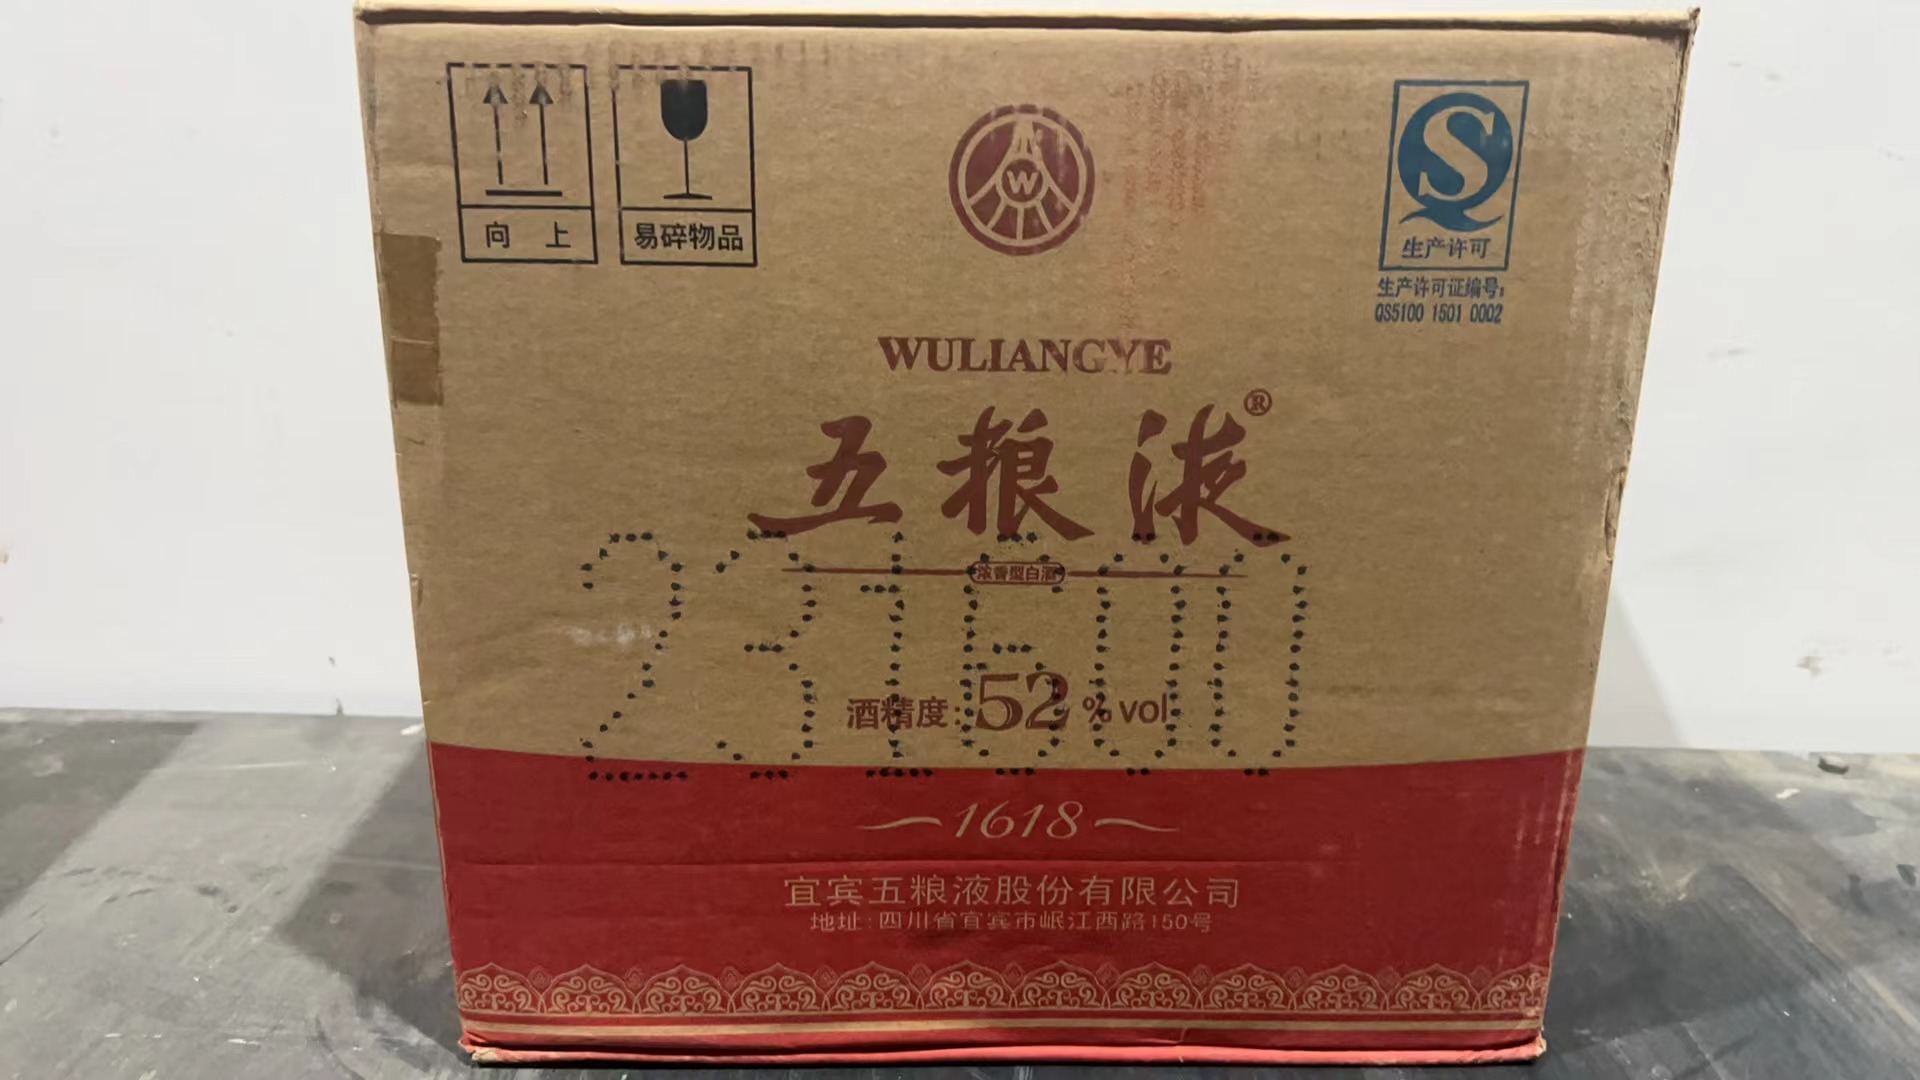 向 上
易碎物品
W
S
生产许可
生产许可证编号:
QS5100 1501 0002
WULIANGYE
五粮液®
浓香型白酒
231600
酒精度:52%vol
1618
宜宾五粮液股份有限公司
地址:四川省宜宾市岷江西路150号